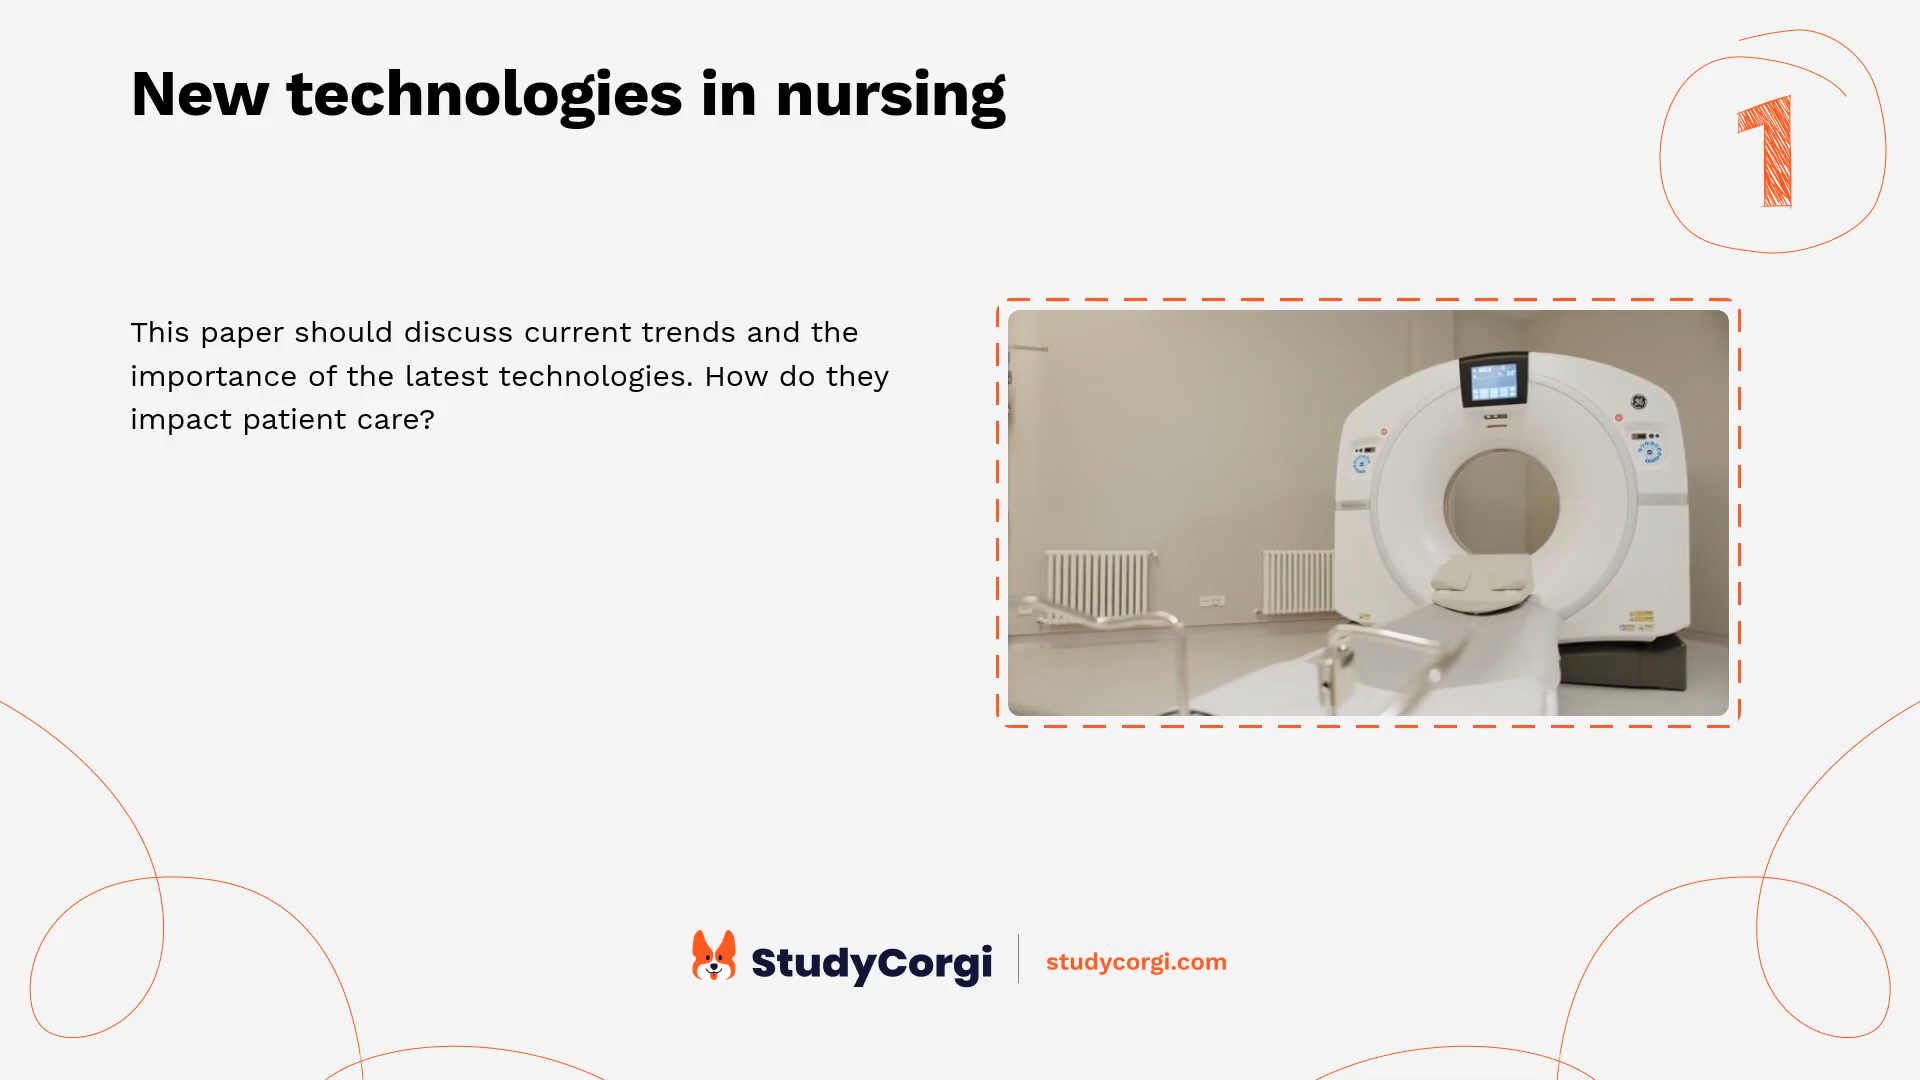 New technologies in nursing
1
This paper should discuss current trends and the
importance of the latest technologies. How do they
impact patient care?
StudyCorgi
studycorgi.com